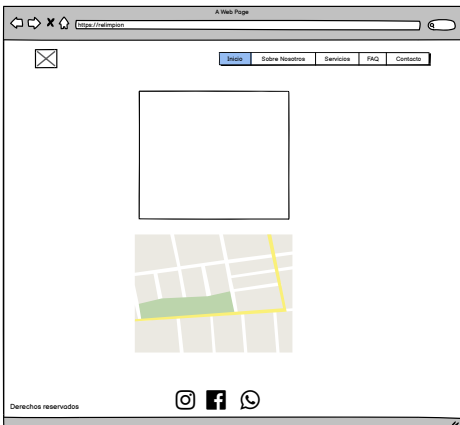 A Web Page
https://relimpion
Inicio
Sobre Nosotros
Servicios
FAQ
Contacto
Derechos reservados